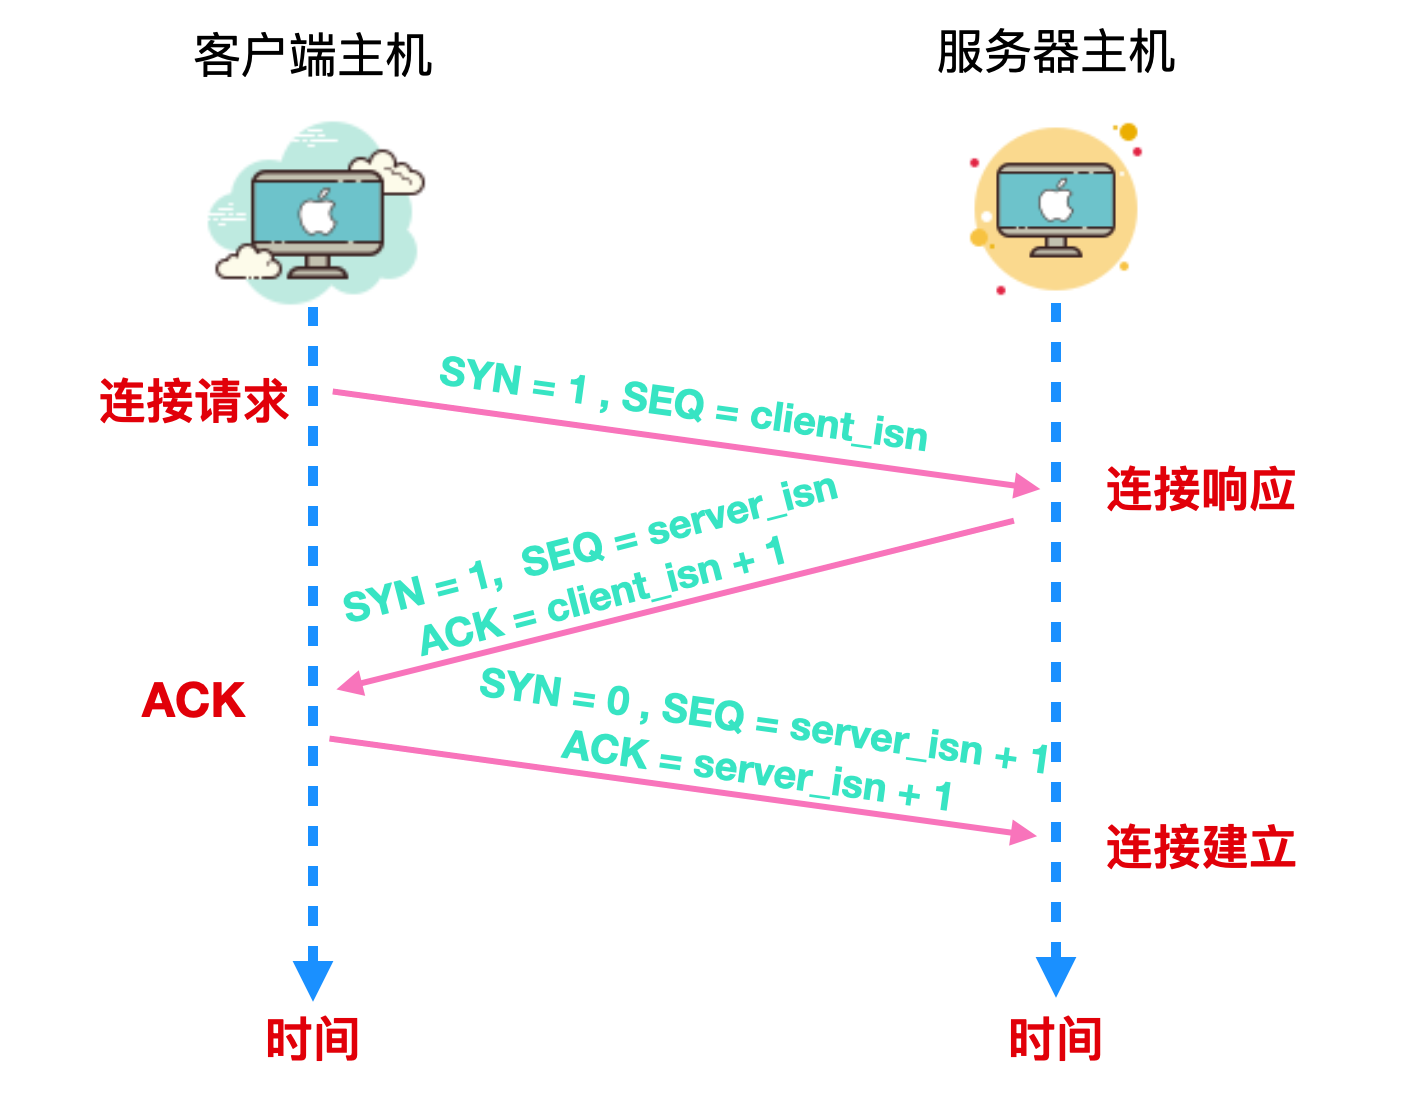 客户端主机
服务器主机
连接请求
SYN = 1 , SEQ = client_isn
连接响应
SYN = 1,  SEQ = server_isn
ACK = client_isn + 1
ACK
SYN = 0 , SEQ = server_isn + 1
ACK = server_isn + 1
连接建立
时间
时间